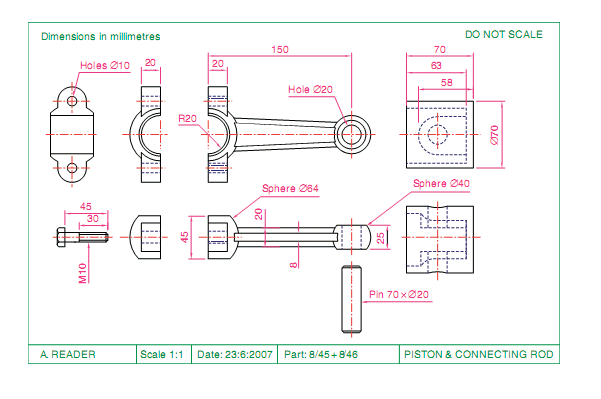 Dimensions in millimetres
DO NOT SCALE
150
70
20
20
63
Holes Ø10
58
Hole Ø20
R20
Ø70
Sphere Ø64
Sphere Ø40
45
30
20
45
25
8
M10
Pin 70×Ø20
A. READER
Scale 1:1
Date: 23:6:2007
Part: 8/45+8/46
PISTON & CONNECTING ROD